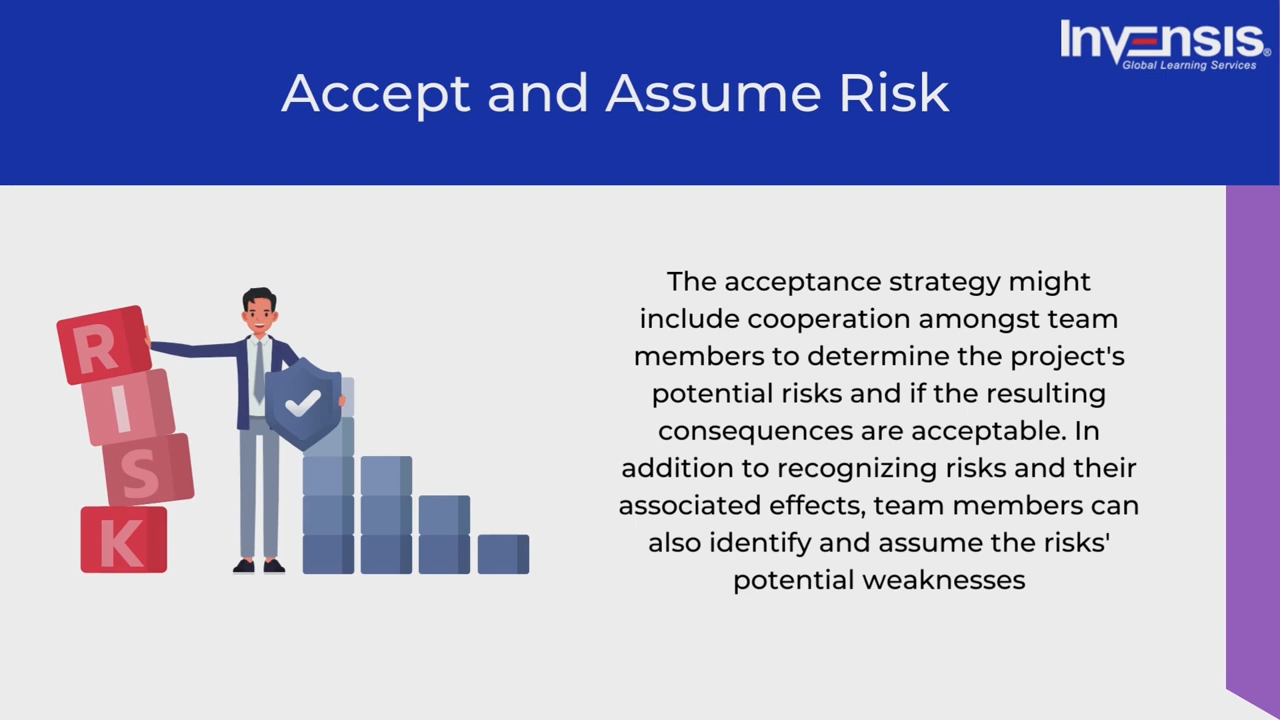 Invensis®
Global Learning Services
Accept and Assume Risk
R
I
S
K
The acceptance strategy might
include cooperation amongst team
members to determine the project's
potential risks and if the resulting
consequences are acceptable. In
addition to recognizing risks and their
associated effects, team members can
also identify and assume the risks'
potential weaknesses